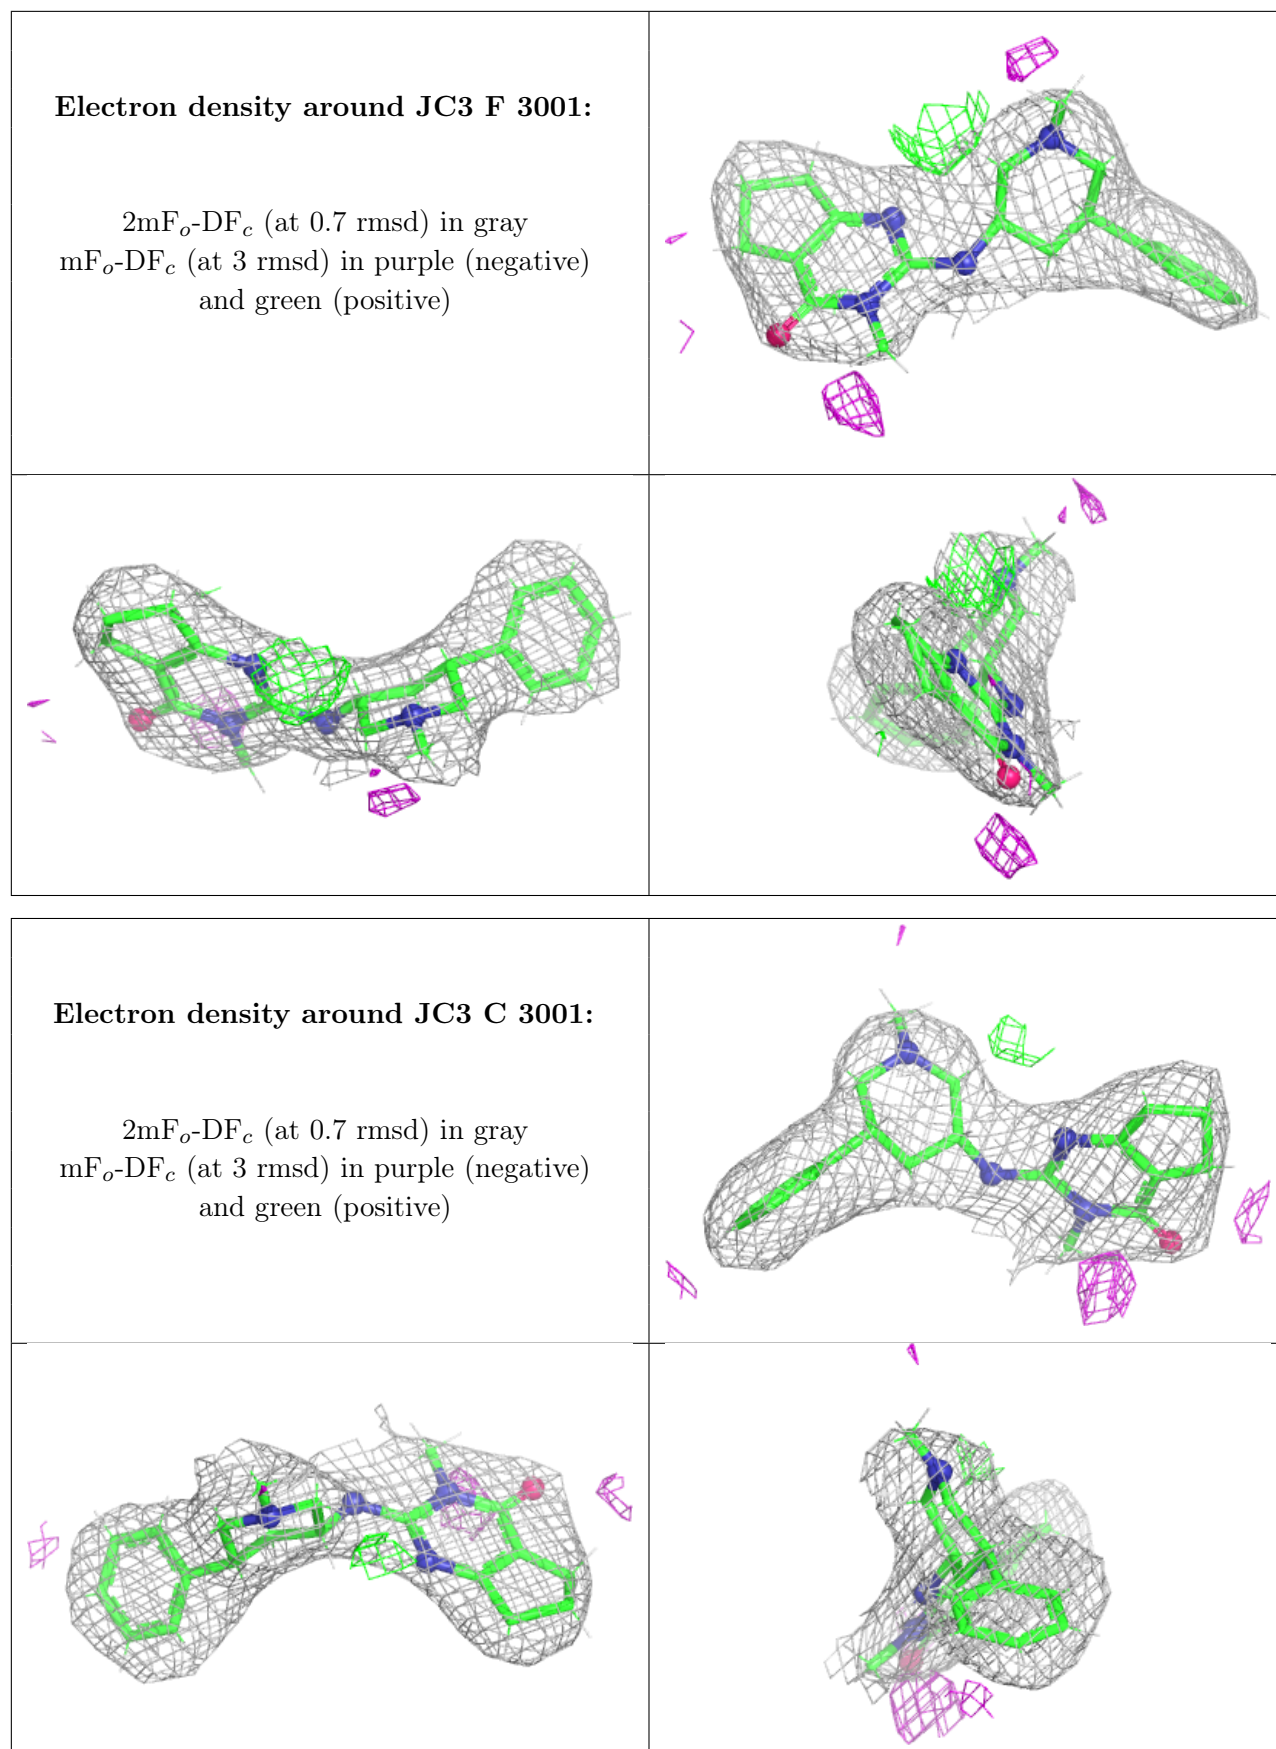 Electron density around JC3 F 3001:
2mFo-DFc (at 0.7 rmsd) in gray
mFo-DFc (at 3 rmsd) in purple (negative)
and green (positive)
Electron density around JC3 C 3001:
2mFo-DFc (at 0.7 rmsd) in gray
mFo-DFc (at 3 rmsd) in purple (negative)
and green (positive)